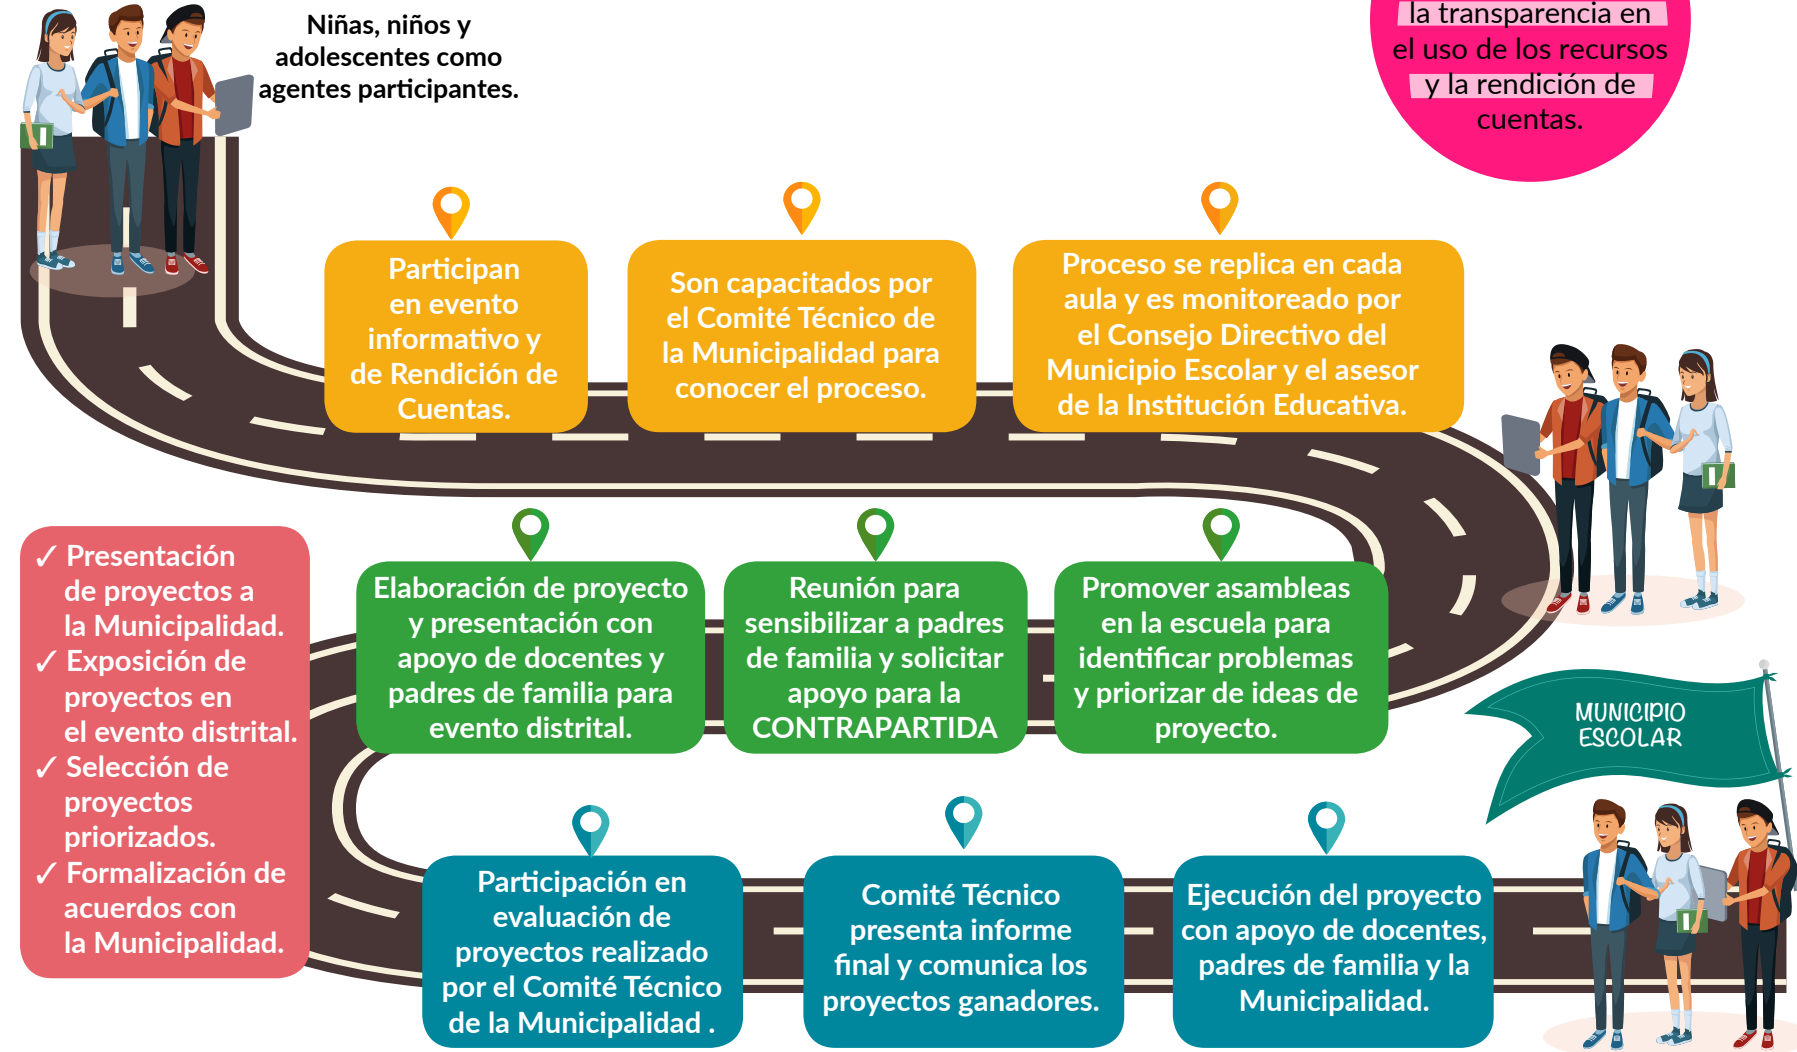 Niñas, niños y
adolescentes como
agentes participantes.
la transparencia en
el uso de los recursos
y la rendición de
cuentas.
Participan
en evento
informativo y
de Rendición de
Cuentas.
Son capacitados por
el Comité Técnico de
la Municipalidad para
conocer el proceso.
Proceso se replica en cada
aula y es monitoreado por
el Consejo Directivo del
Municipio Escolar y el asesor
de la Institución Educativa.
Promover asambleas
en la escuela para
identificar problemas
y priorizar de ideas de
proyecto.
Reunión para
sensibilizar a padres
de familia y solicitar
apoyo para la
CONTRAPARTIDA
Elaboración de proyecto
y presentación con
apoyo de docentes y
padres de familia para
evento distrital.
✓ Presentación
de proyectos a
la Municipalidad.
✓ Exposición de
proyectos en
el evento distrital.
✓ Selección de
proyectos
priorizados.
✓ Formalización de
acuerdos con
la Municipalidad.
Participación en
evaluación de
proyectos realizado
por el Comité Técnico
de la Municipalidad .
Comité Técnico
presenta informe
final y comunica los
proyectos ganadores.
Ejecución del proyecto
con apoyo de docentes,
padres de familia y la
Municipalidad.
MUNICIPIO
ESCOLAR